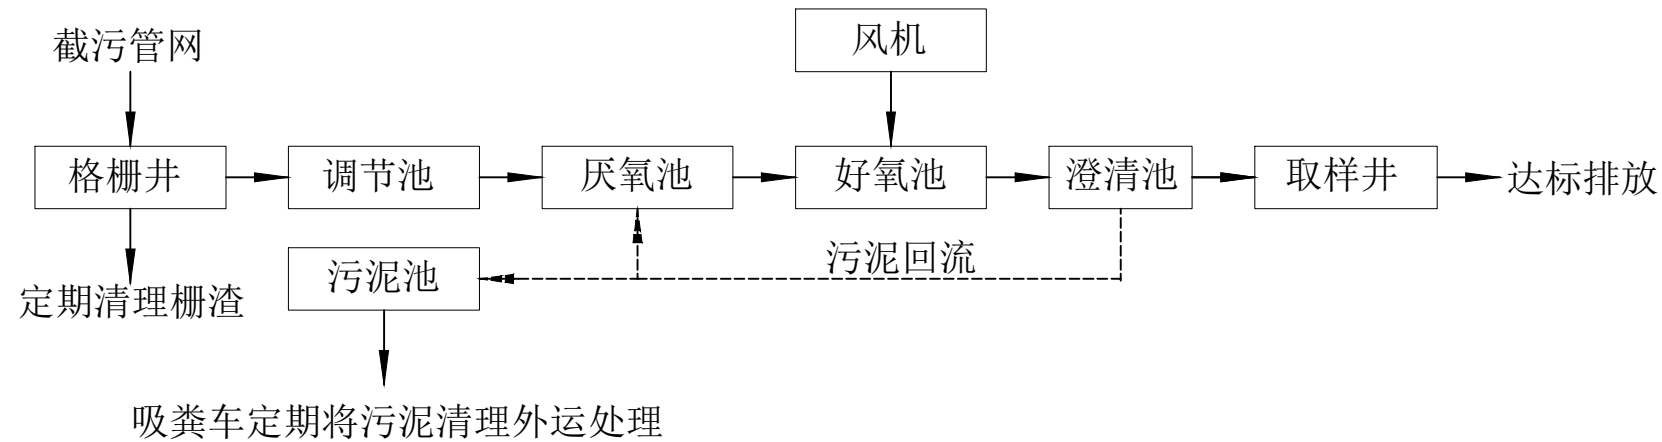 截污管网
风机
格栅井
调节池
厌氧池
好氧池
澄清池
取样井
达标排放
污泥回流
污泥池
定期清理栅渣
吸粪车定期将污泥清理外运处理